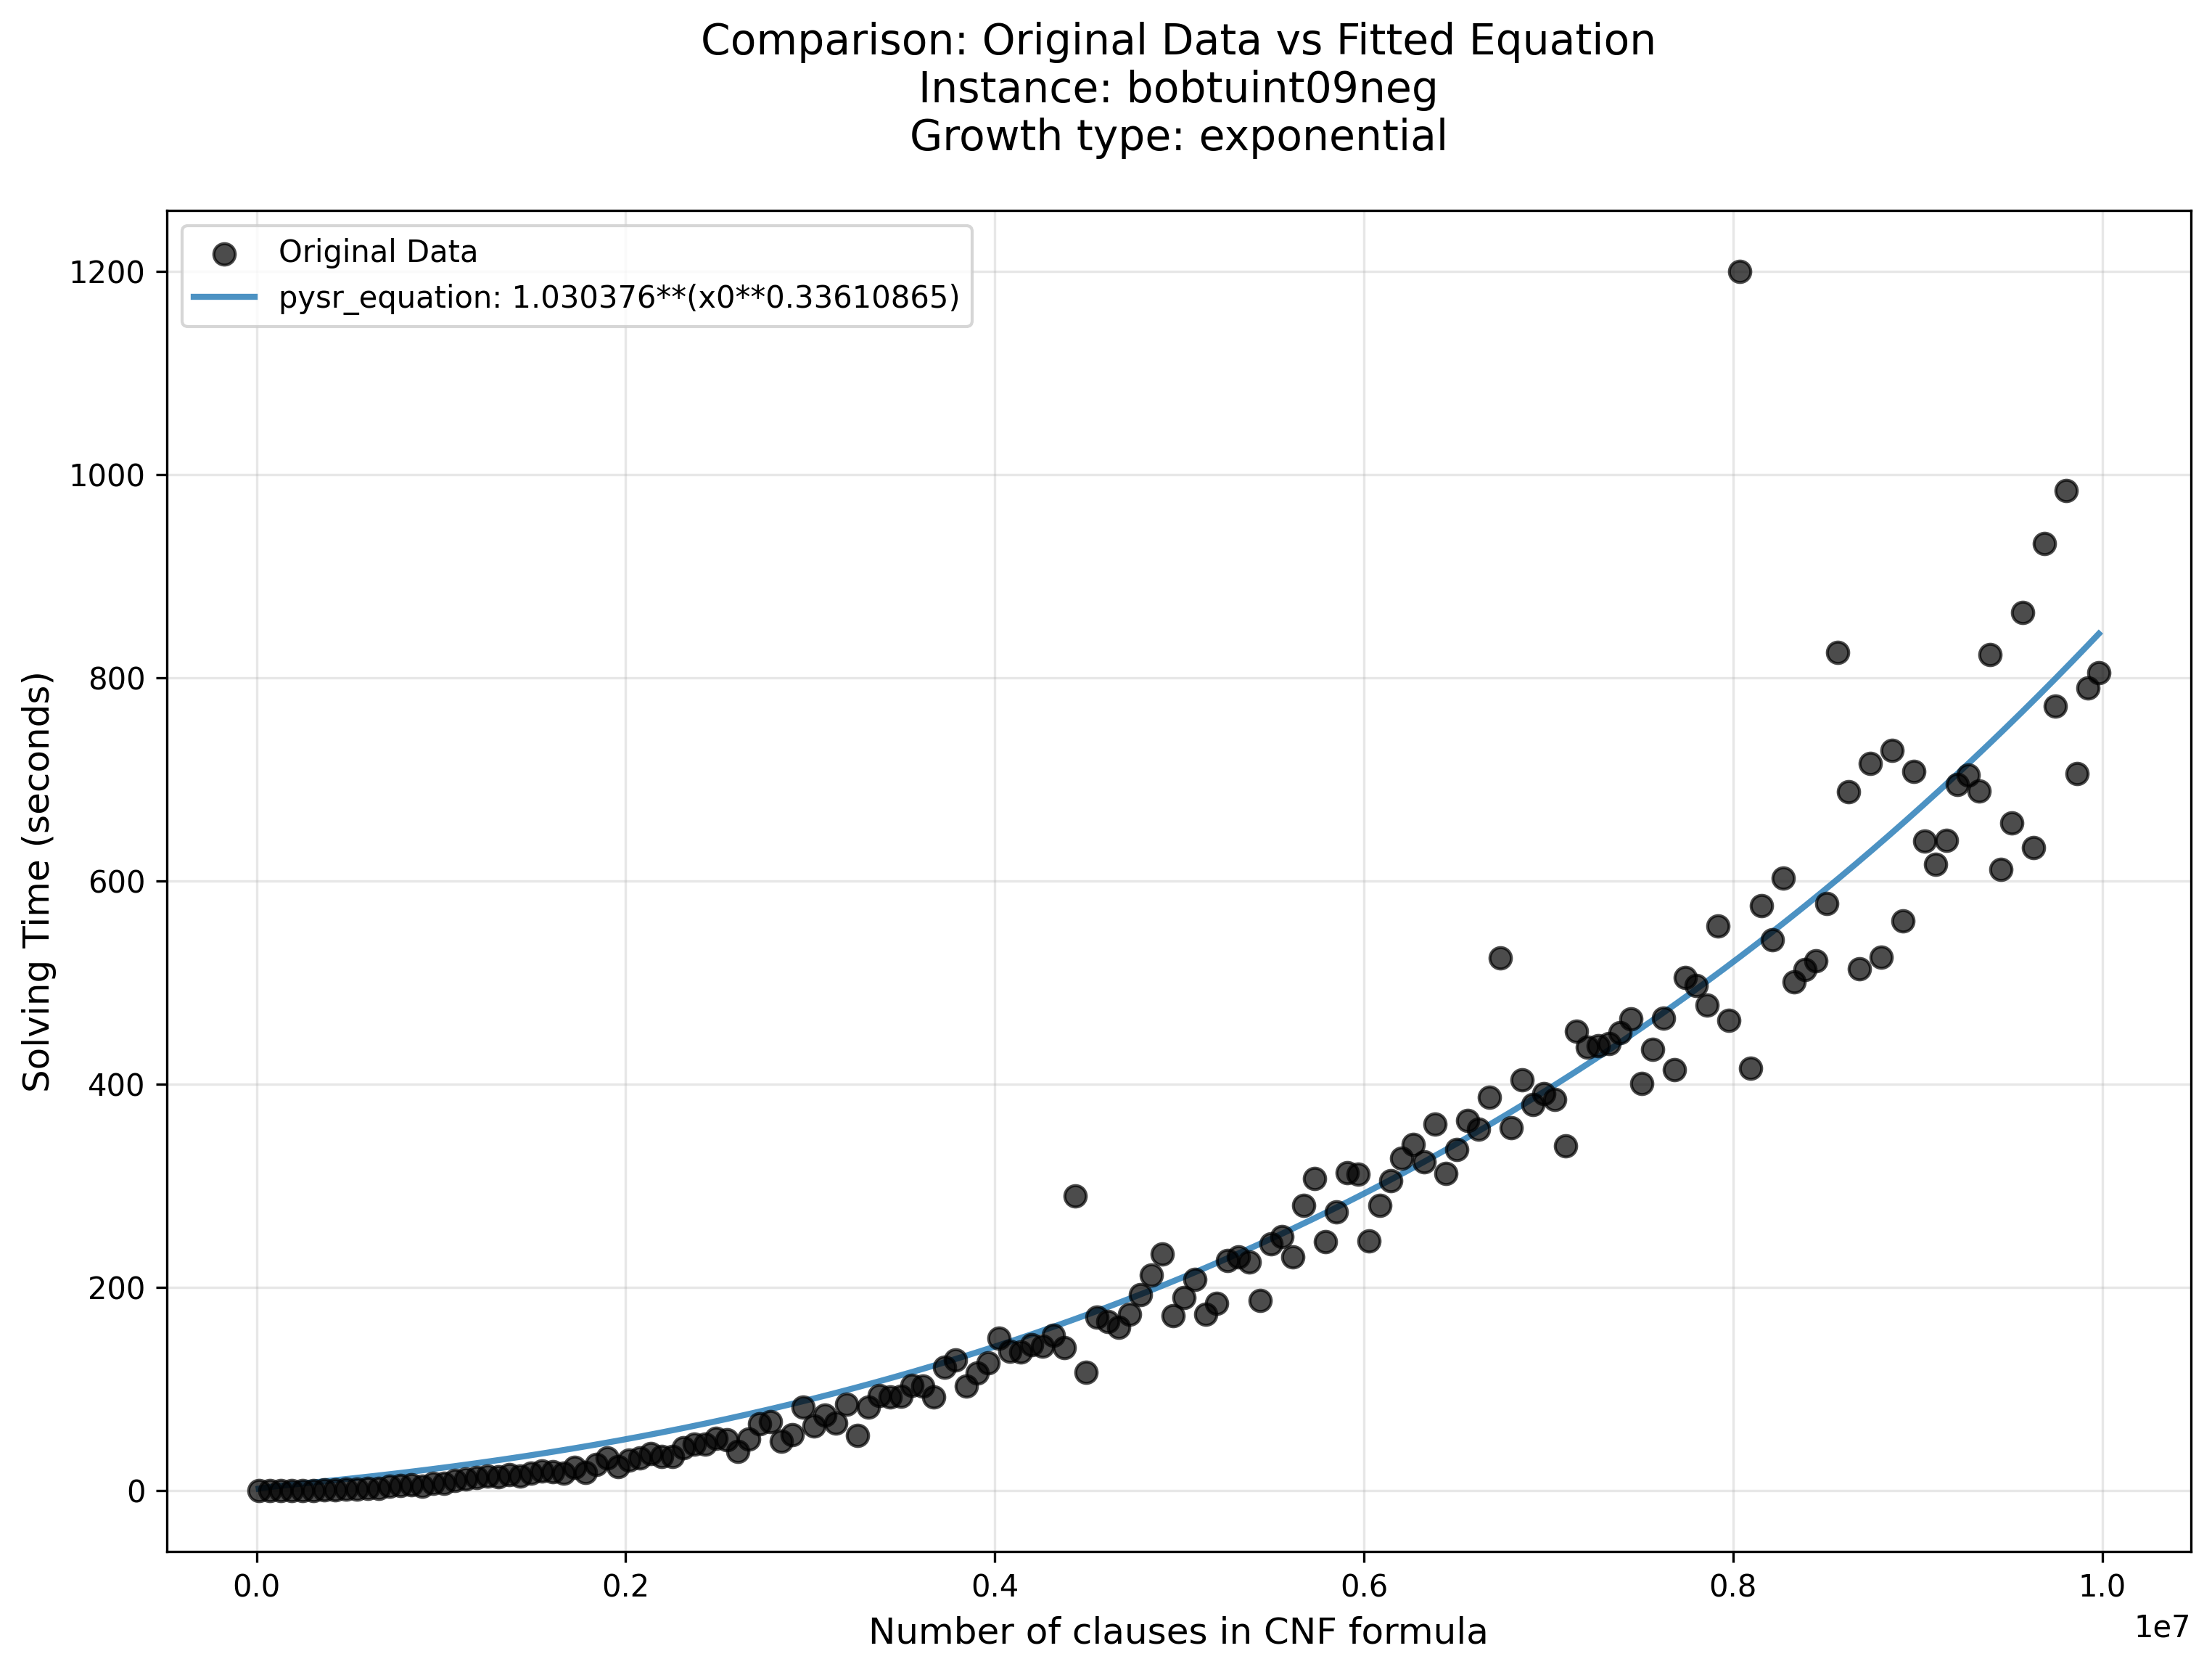 Comparison: Original Data vs Fitted Equation
Instance: bobtuint09neg
Growth type: exponential
Original Data
pysr_equation: 1.030376**(x0**0.33610865)
Solving Time (seconds)
1200
1000
800
600
400
200
0
0.0 0.2 0.4 0.6 0.8 1.0
1e7
Number of clauses in CNF formula